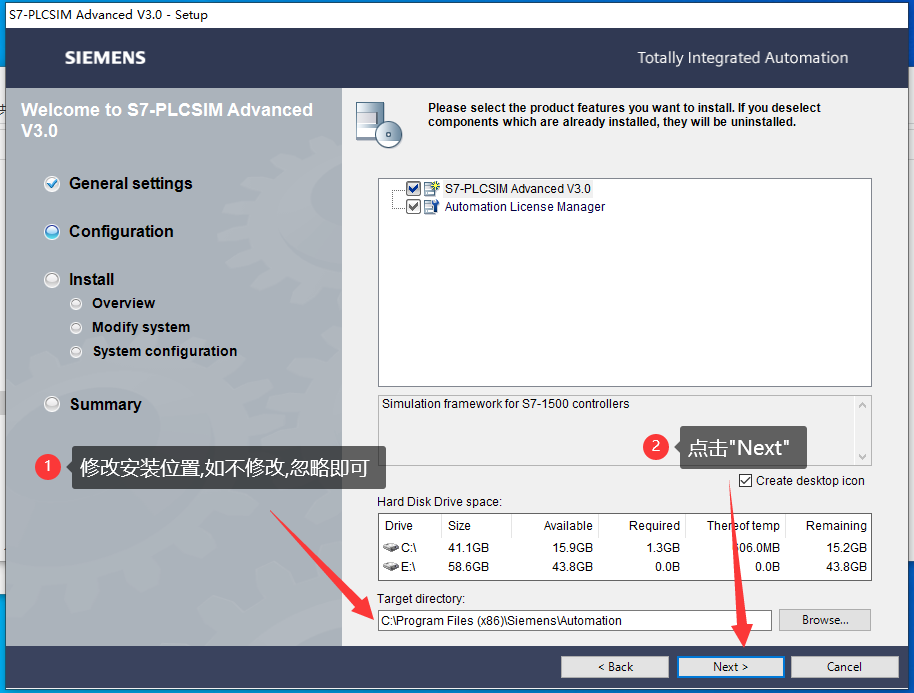 S7-PLCSIM Advanced V3.0 - Setup
SIEMENS
Totally Integrated Automation
Welcome to S7-PLCSIM Advanced
V3.0
General settings
Configuration
Install
Overview
Modify system
System configuration
Summary
Please select the product features you want to install. If you deselect
components which are already installed, they will be uninstalled.
S7-PLCSIM Advanced V3.0
Automation License Manager
Simulation framework for S7-1500 controllers
1 修改安装位置,如不修改,忽略即可
2 点击"Next"
Create desktop icon
Hard Disk Drive space:
Drive Size Available Required Thereof temp Remaining
C:\ 41.1GB 15.9GB 1.3GB 606.0MB 15.2GB
E:\ 58.6GB 43.8GB 0.0B 0.0B 43.8GB
Target directory:
C:\Program Files (x86)\Siemens\Automation
Browse...
< Back Next > Cancel